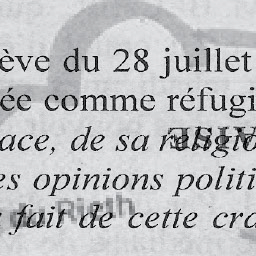 ève du 28 juillet
ée comme réfugi
ace, de sa religio
es opinions politi
fait de cette cra